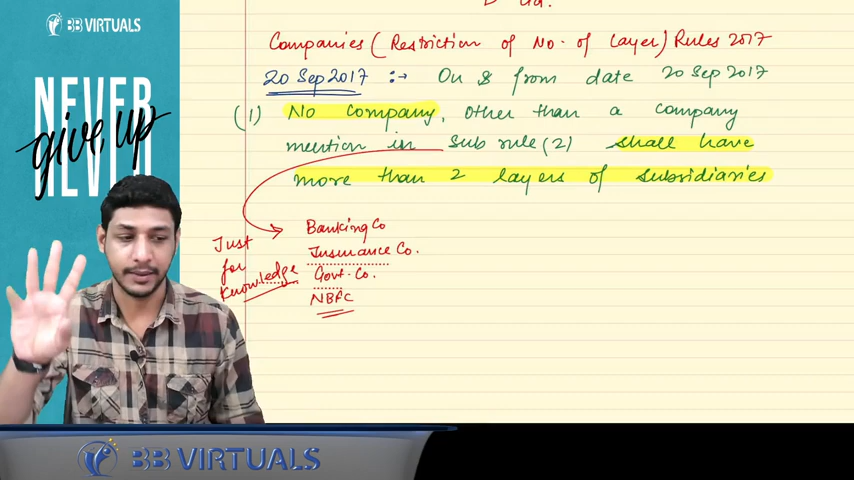 BB VIRTUALS
NEVER
give up
NEVER
D Ltd.
Companies (Restriction of No. of Layer) Rules 2017
20 Sep 2017 :→ On & from date 20 Sep 2017
(1) No company, other than a company
mention in sub rule (2) shall have
more than 2 layers of subsidiaries
Banking Co
Insurance Co.
Govt. Co.
NBFC
Just
for
Knowledge
BB VIRTUALS